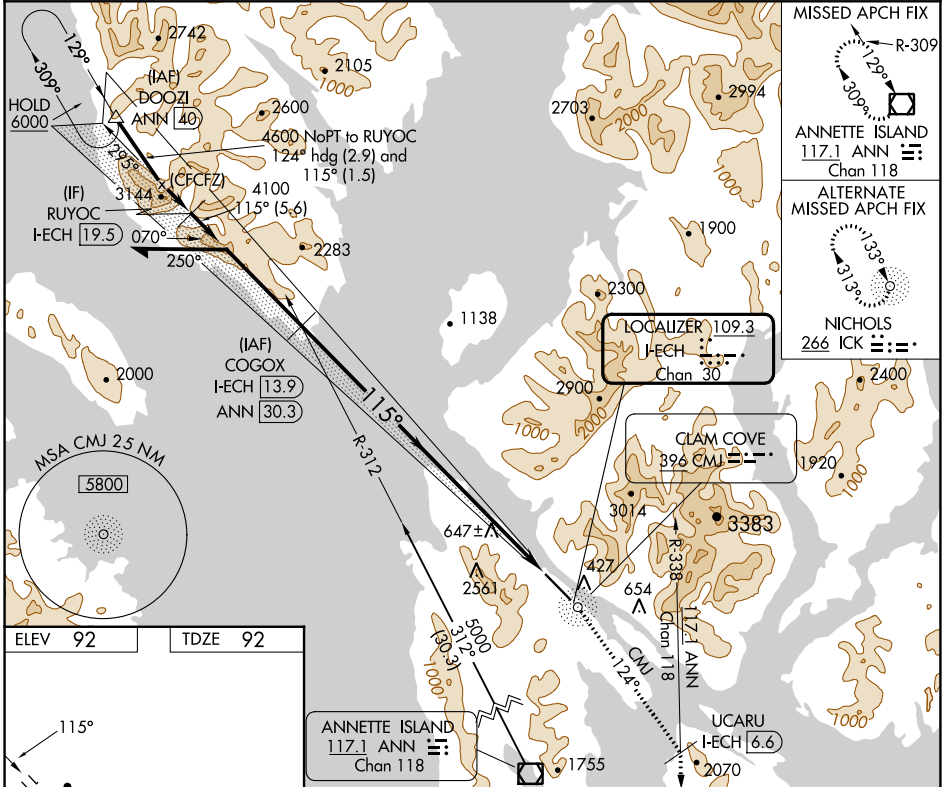 2742
129°
309°
2105
1000
(IAF)
DOOZI
ANN 40
HOLD
6000
2600
4600 NoPT to RUYOC
124° hdg (2.9) and
115° (1.5)
295°
(CFCFZ)
3144
(IF)
RUYOC
I-ECH 19.5
4100
115° (5.6)
070°
250°
2283
2703
2000
2994
1000
1900
1138
2300
MISSED APCH FIX
R-309
129°
309°
ANNETTE ISLAND
117.1 ANN
Chan 118
ALTERNATE
MISSED APCH FIX
133°
313°
NICHOLS
266 ICK
LOCALIZER 109.3
I-ECH
Chan 30
(IAF)
COGOX
I-ECH 13.9
ANN 30.3
2000
115°
R-312
2900
2000
1000
2400
1920
1000
CLAM COVE
396 CMJ
MSA CMJ 25 NM
5800
3014
3383
647±
2561
427
654
R-338
117.1 ANN
Chan 118
5000
312°
(30.3)
1000
CMJ
124°
UCARU
I-ECH 6.6
2070
1000
ELEV 92
TDZE 92
115°
ANNETTE ISLAND
117.1 ANN
Chan 118
1755